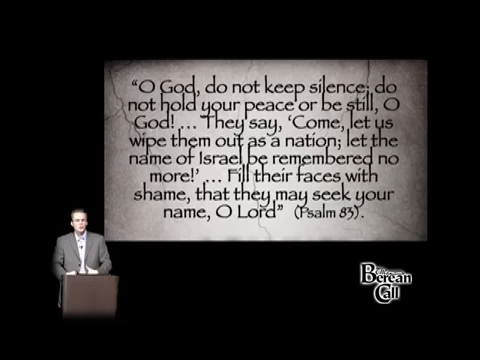 “O God, do not keep silence; do
not hold your peace or be still, O
God! ... They say, ‘Come, let us
wipe them out as a nation; let the
name of Israel be remembered no
more!’ ... Fill their faces with
shame, that they may seek your
name, O Lord” (Psalm 83).
The
Berean
Call